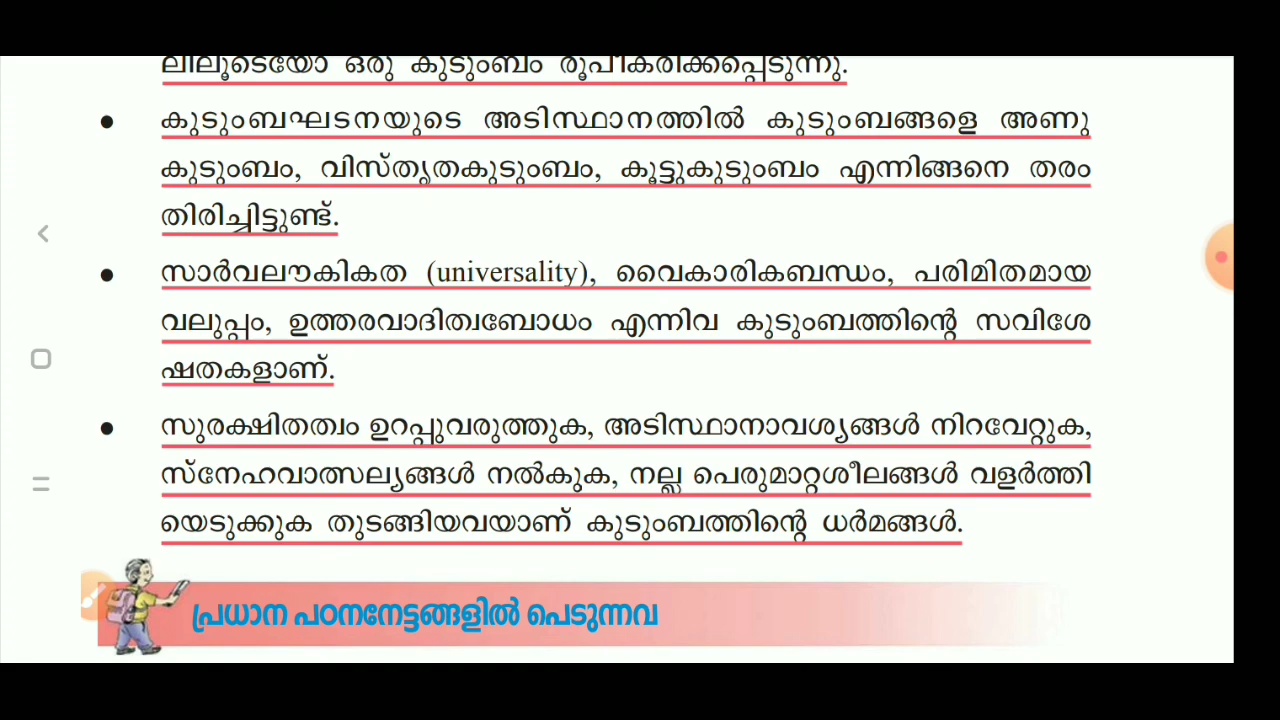 ലിലൂടെയോ ഒരു കുടുംബം രൂപീകരിക്കപ്പെടുന്നു.
● കുടുംബഘടനയുടെ അടിസ്ഥാനത്തിൽ കുടുംബങ്ങളെ അണു
കുടുംബം, വിസ്തൃതകുടുംബം, കൂട്ടുകുടുംബം എന്നിങ്ങനെ തരം
തിരിച്ചിട്ടുണ്ട്.
● സാർവലൗകികത (universality), വൈകാരികബന്ധം, പരിമിതമായ
വലുപ്പം, ഉത്തരവാദിത്വബോധം എന്നിവ കുടുംബത്തിന്റെ സവിശേ
ഷതകളാണ്.
● സുരക്ഷിതത്വം ഉറപ്പുവരുത്തുക, അടിസ്ഥാനാവശ്യങ്ങൾ നിറവേറ്റുക,
സ്നേഹവാത്സല്യങ്ങൾ നൽകുക, നല്ല പെരുമാറ്റശീലങ്ങൾ വളർത്തി
യെടുക്കുക തുടങ്ങിയവയാണ് കുടുംബത്തിന്റെ ധർമങ്ങൾ.
പ്രധാന പഠനനേട്ടങ്ങളിൽ പെടുന്നവ